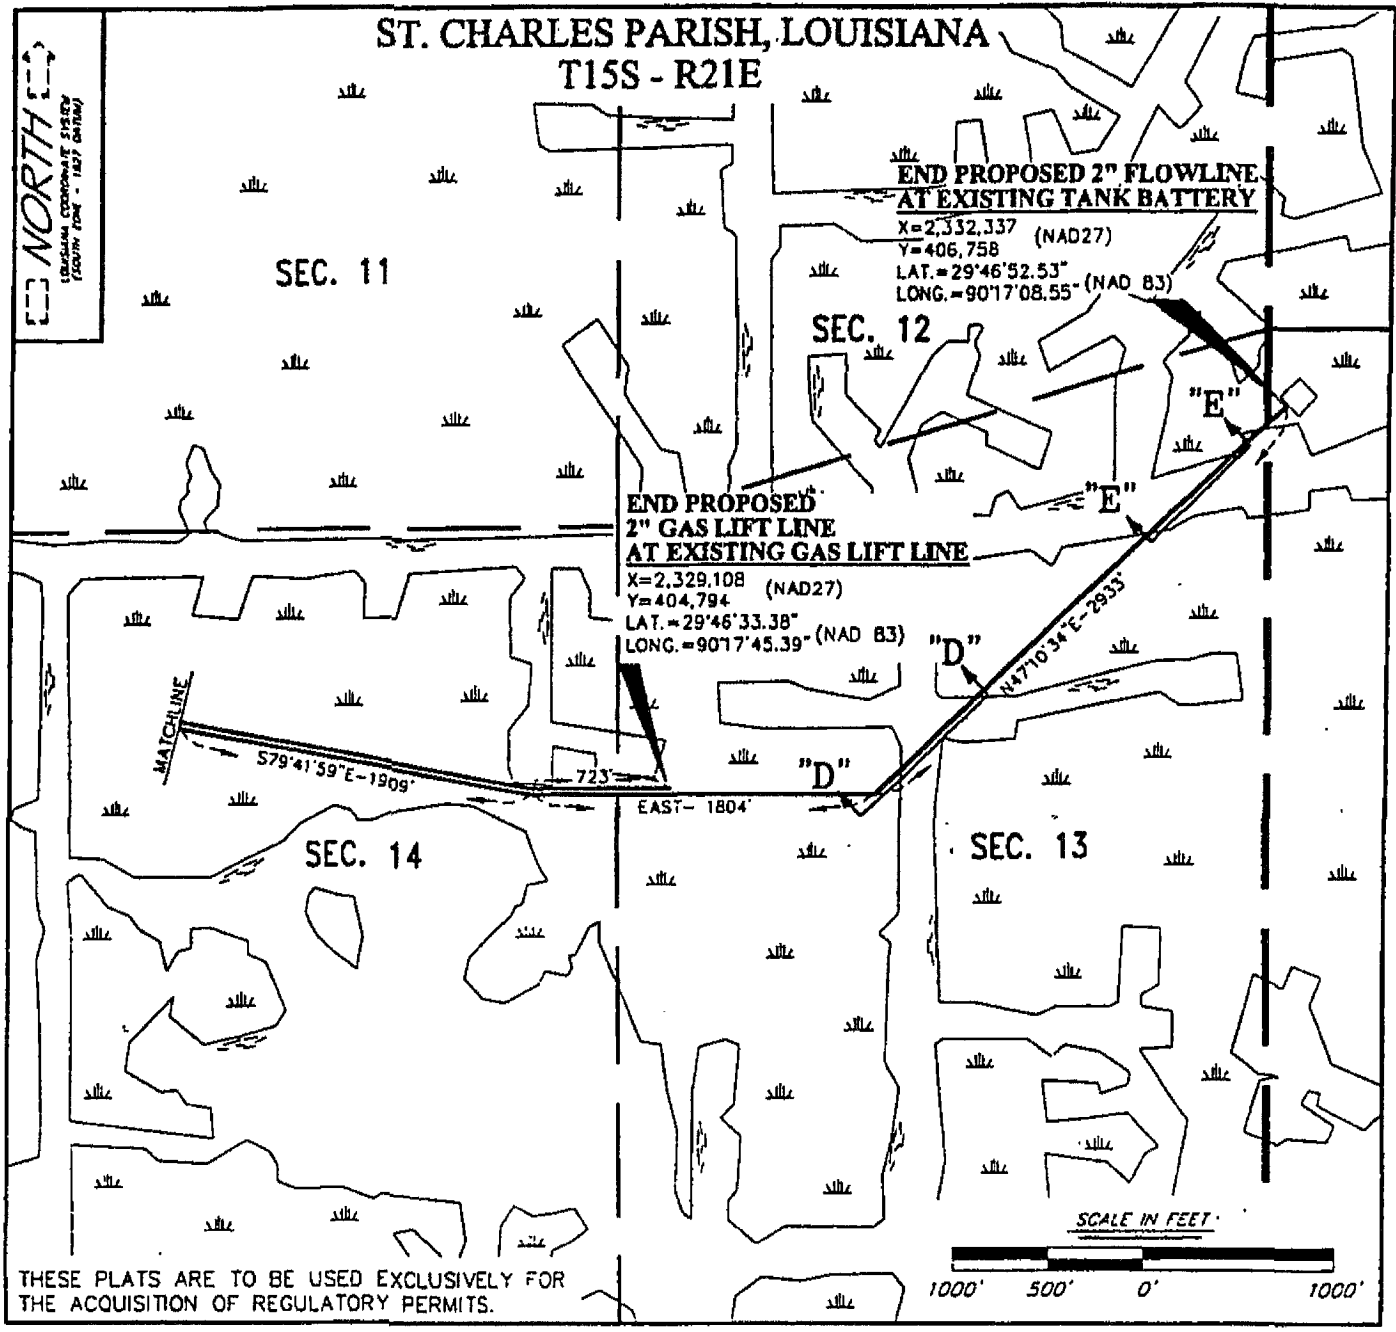 ST. CHARLES PARISH, LOUISIANA
T15S - R21E
NORTH
LOUISIANA COORDINATE SYSTEM
(SOUTH ZONE - 1927 DATUM)
END PROPOSED 2" FLOWLINE
AT EXISTING TANK BATTERY
X=2,332,337 (NAD27)
Y=406,758
LAT.=29°46'52.53"
LONG.=90°17'08.55" (NAD 83)
SEC. 11
SEC. 12
"E"
"E"
END PROPOSED
2" GAS LIFT LINE
AT EXISTING GAS LIFT LINE
X=2,329,108 (NAD27)
Y=404,794
LAT.=29°46'33.38"
LONG.=90°17'45.39" (NAD 83)
"D"
N47°10'34"E-2933'
MATCHLINE
S79°41'59"E-1909'
723'
"D"
EAST- 1804'
SEC. 14
SEC. 13
SCALE IN FEET
1000' 500' 0' 1000'
THESE PLATS ARE TO BE USED EXCLUSIVELY FOR
THE ACQUISITION OF REGULATORY PERMITS.